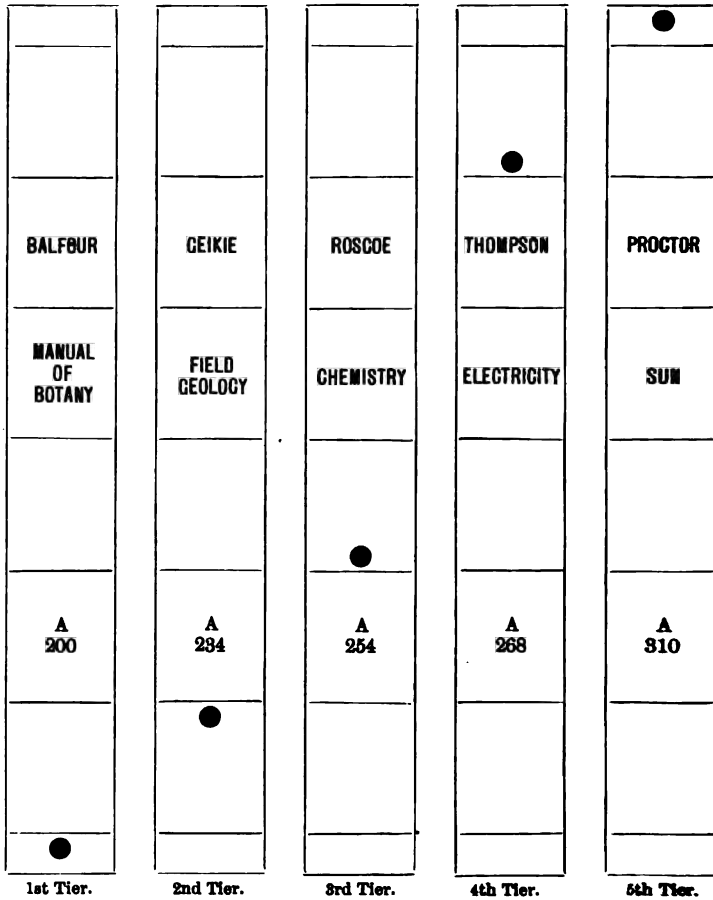 BALFOUR
GEIKIE
ROSCOE
THOMPSON
PROCTOR
MANUAL
OF
BOTANY
FIELD
GEOLOGY
CHEMISTRY
ELECTRICITY
SUN
A
200
A
234
A
254
A
268
A
310
1st Tier.
2nd Tier.
3rd Tier.
4th Tier.
5th Tier.